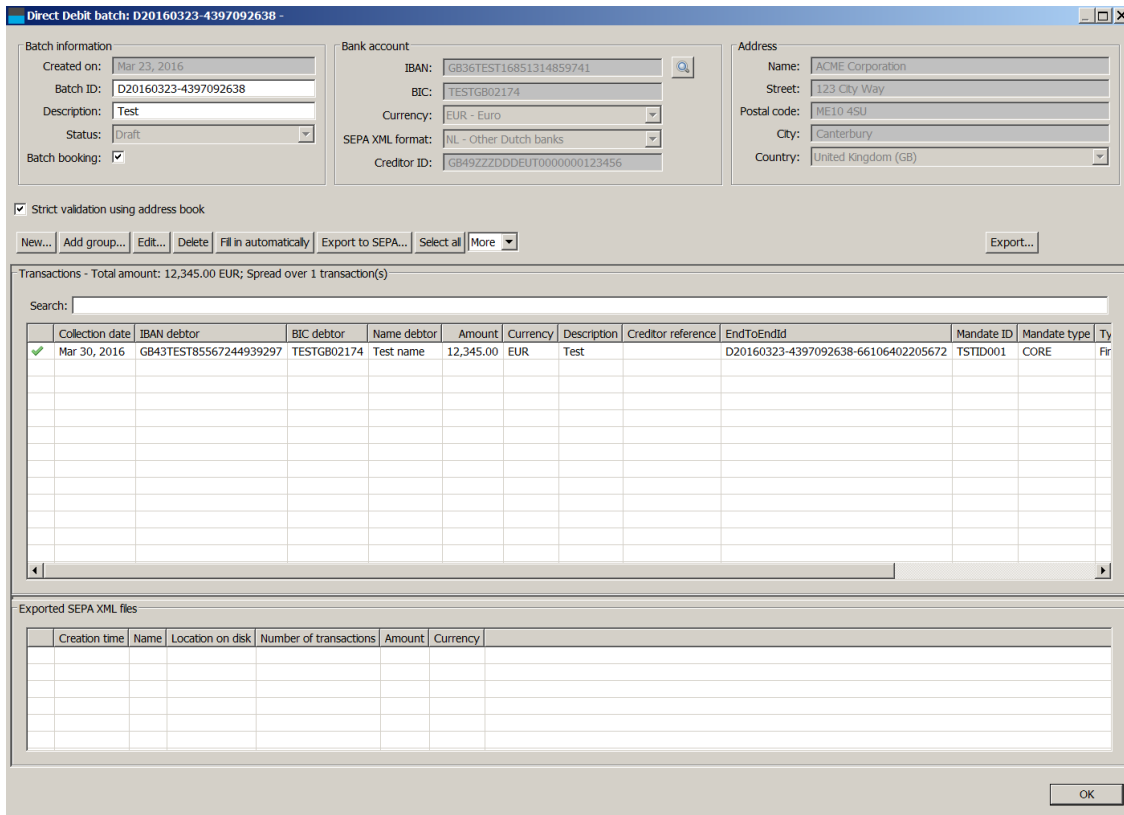 Direct Debit batch: D20160323-4397092638 -
Batch information
Created on: Mar 23, 2016
Batch ID: D20160323-4397092638
Description: Test
Status: Draft
Batch booking:
Bank account
IBAN: GB36TEST16851314859741
BIC: TESTGB02174
Currency: EUR - Euro
SEPA XML format: NL - Other Dutch banks
Creditor ID: GB49ZZZDDDEUT0000000123456
Address
Name: ACME Corporation
Street: 123 City Way
Postal code: ME10 4SU
City: Canterbury
Country: United Kingdom (GB)
Strict validation using address book
New... Add group... Edit... Delete Fill in automatically Export to SEPA... Select all More Export...
Transactions - Total amount: 12,345.00 EUR; Spread over 1 transaction(s)
Search:
Collection date IBAN debtor BIC debtor Name debtor Amount Currency Description Creditor reference EndToEndId Mandate ID Mandate type Ty
Mar 30, 2016 GB43TEST85567244939297 TESTGB02174 Test name 12,345.00 EUR Test D20160323-4397092638-66106402205672 TSTID001 CORE Fir
Exported SEPA XML files
Creation time Name Location on disk Number of transactions Amount Currency
OK